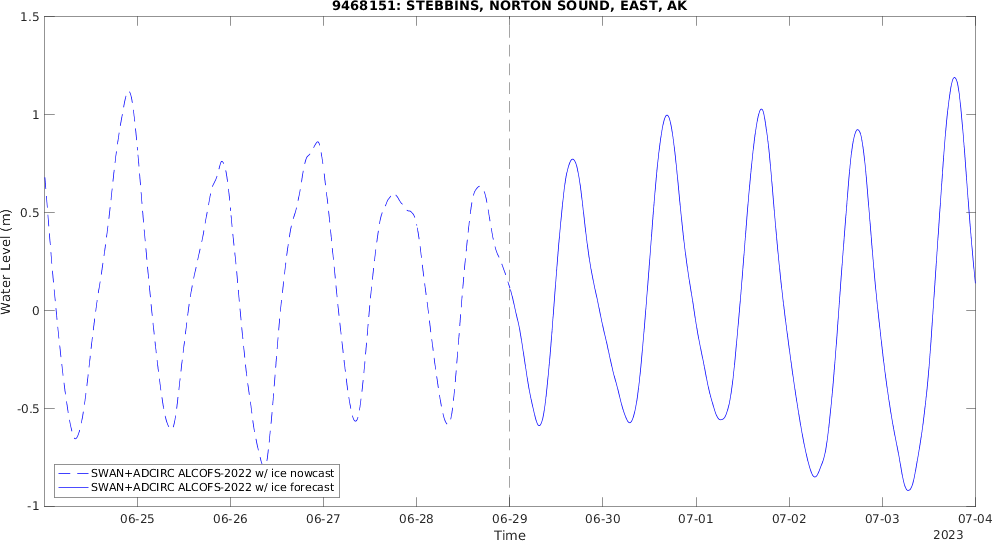 9468151: STEBBINS, NORTON SOUND, EAST, AK
1.5
1
0.5
0
-0.5
-1
Water Level (m)
SWAN+ADCIRC ALCOFS-2022 w/ ice nowcast
SWAN+ADCIRC ALCOFS-2022 w/ ice forecast
06-25 06-26 06-27 06-28 06-29 06-30 07-01 07-02 07-03 07-04
Time
2023